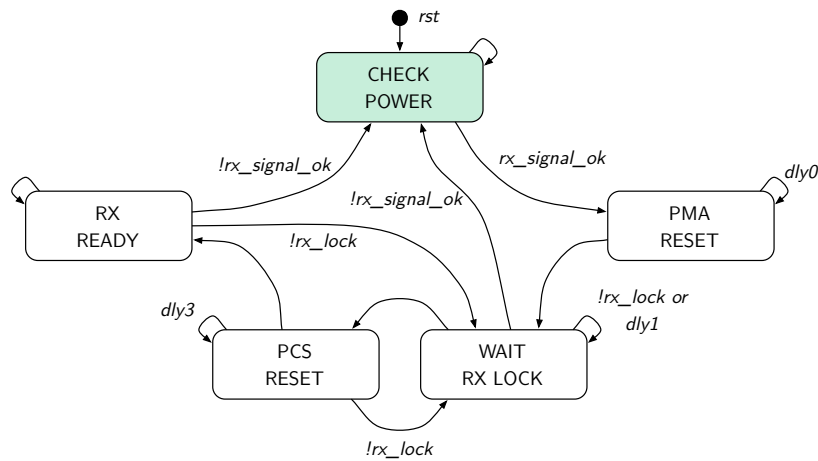 rst
CHECK
POWER
!rx_signal_ok
rx_signal_ok
!rx_signal_ok
dly0
RX
READY
PMA
RESET
!rx_lock
dly3
!rx_lock or
dly1
PCS
RESET
WAIT
RX LOCK
!rx_lock